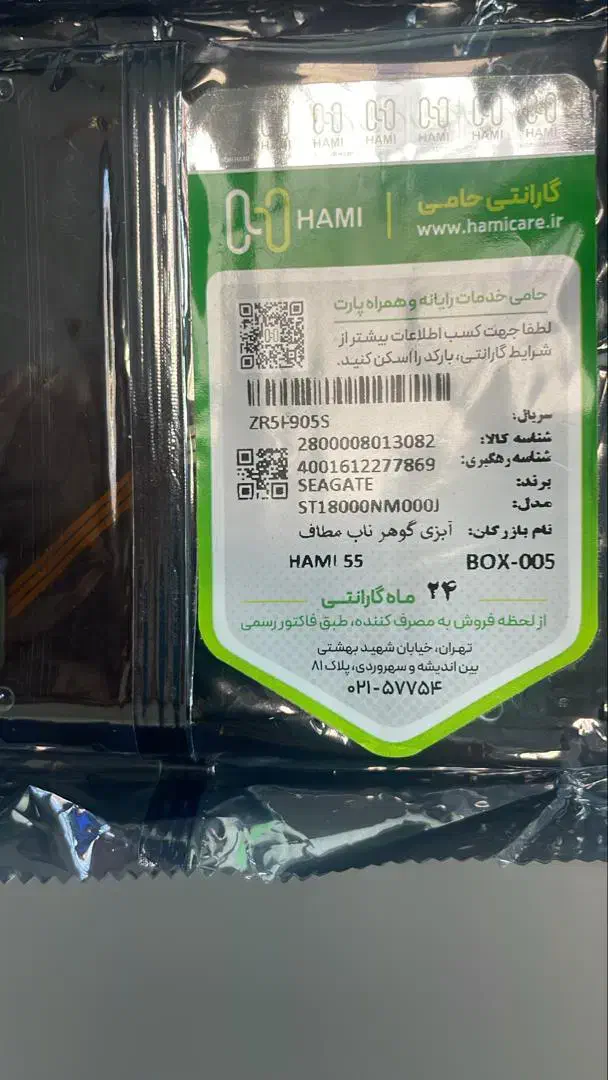 HAMI HAMI HAMI HAMI HAMI
HAMI
گارانتی حامی
www.hamicare.ir
حامی خدمات رایانه و همراه پارت
لطفا جهت کسب اطلاعات بیشتر از
شرایط گارانتی، بارکد را اسکن کنید.
سریال:
شناسه کالا: 2800008013082
شناسه رهگیری: 4001612277869
برند: SEAGATE
مدل: ST18000NM000J
نام بازرگان: آبزی گوهر ناب مطاف
HAMI 55 BOX-005
۲۴ ماه گارانتی
از لحظه فروش به مصرف کننده، طبق فاکتور رسمی
تهران، خیابان شهید بهشتی
بین اندیشه و سهروردی، پلاک ۸۱
۰۲۱-۵۷۷۵۴